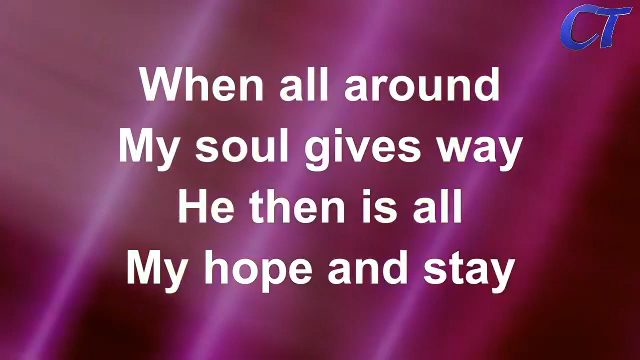 CT
When all around
My soul gives way
He then is all
My hope and stay